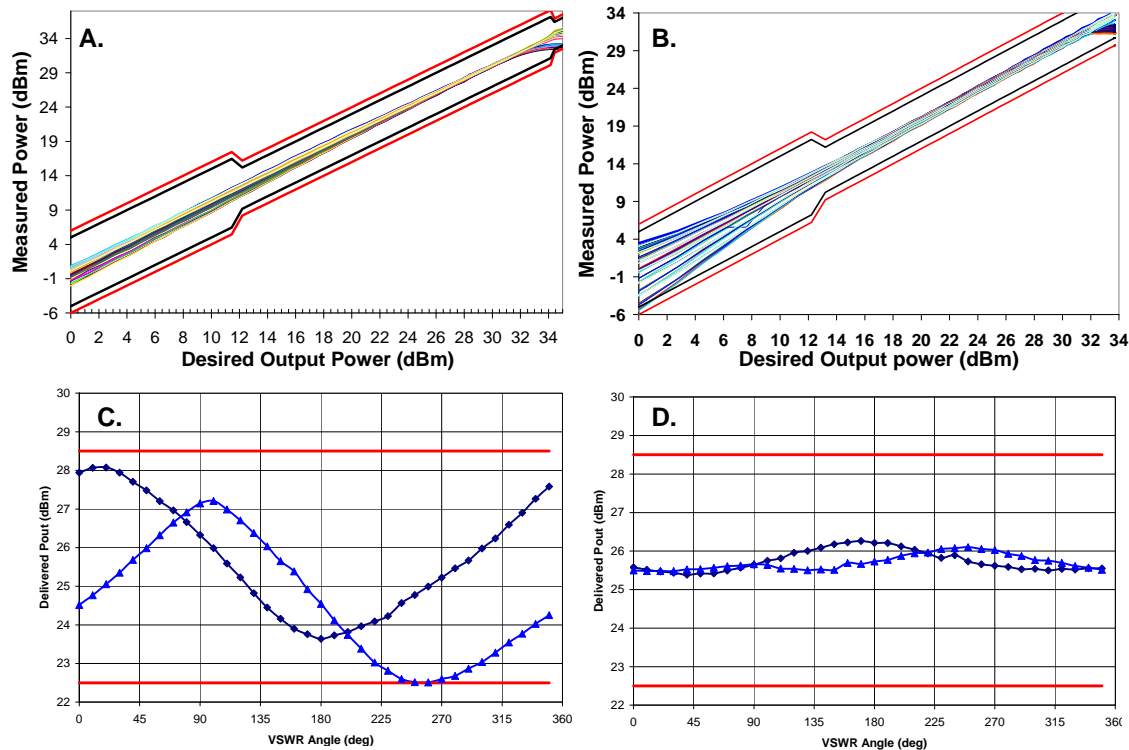 A.
Measured Power (dBm)
34
29
24
19
14
9
4
-1
-6
0 2 4 6 8 10 12 14 16 18 20 22 24 26 28 30 32 34
Desired Output Power (dBm)
B.
Measured Power (dBm)
34
29
24
19
14
9
4
-1
-6
0 2 4 6 8 10 12 14 16 18 20 22 24 26 28 30 32 34
Desired Output power (dBm)
C.
Delivered Pout (dBm)
30
29
28
27
26
25
24
23
22
0 45 90 135 180 225 270 315 360
VSWR Angle (deg)
D.
Delivered Pout (dBm)
30
29
28
27
26
25
24
23
22
0 45 90 135 180 225 270 315 360
VSWR Angle (deg)